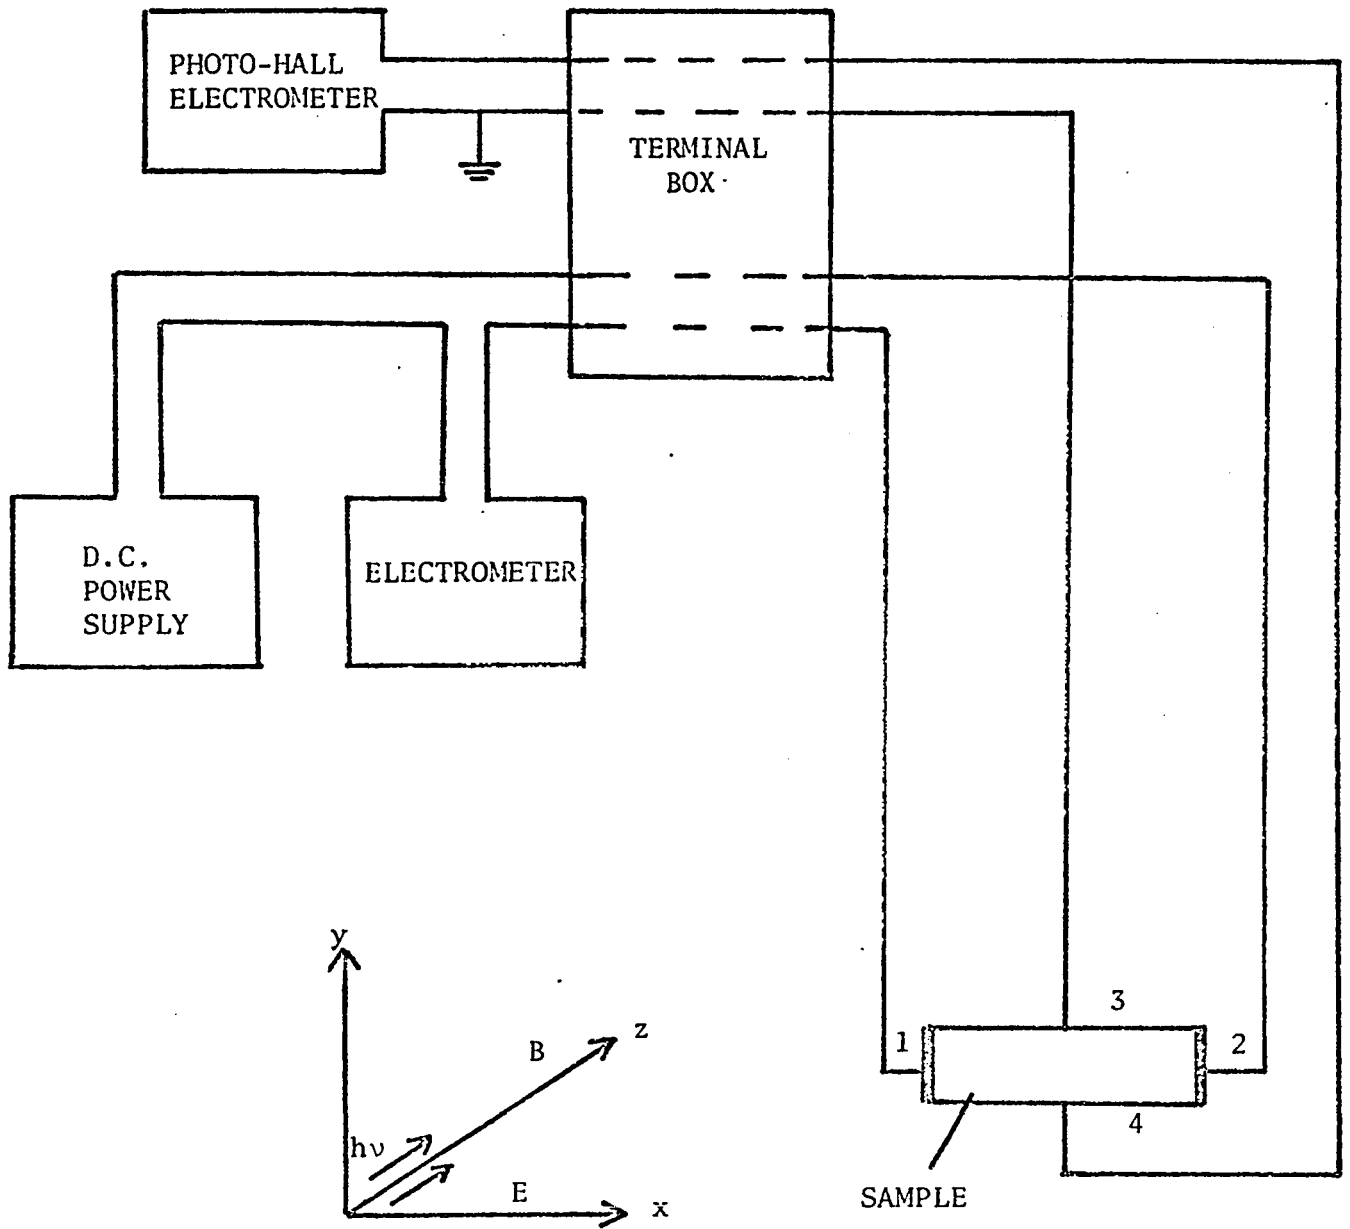 PHOTO-HALL
ELECTROMETER
TERMINAL
BOX
D.C.
POWER
SUPPLY
ELECTROMETER
y
B
z
hν
E
x
3
1
2
4
SAMPLE